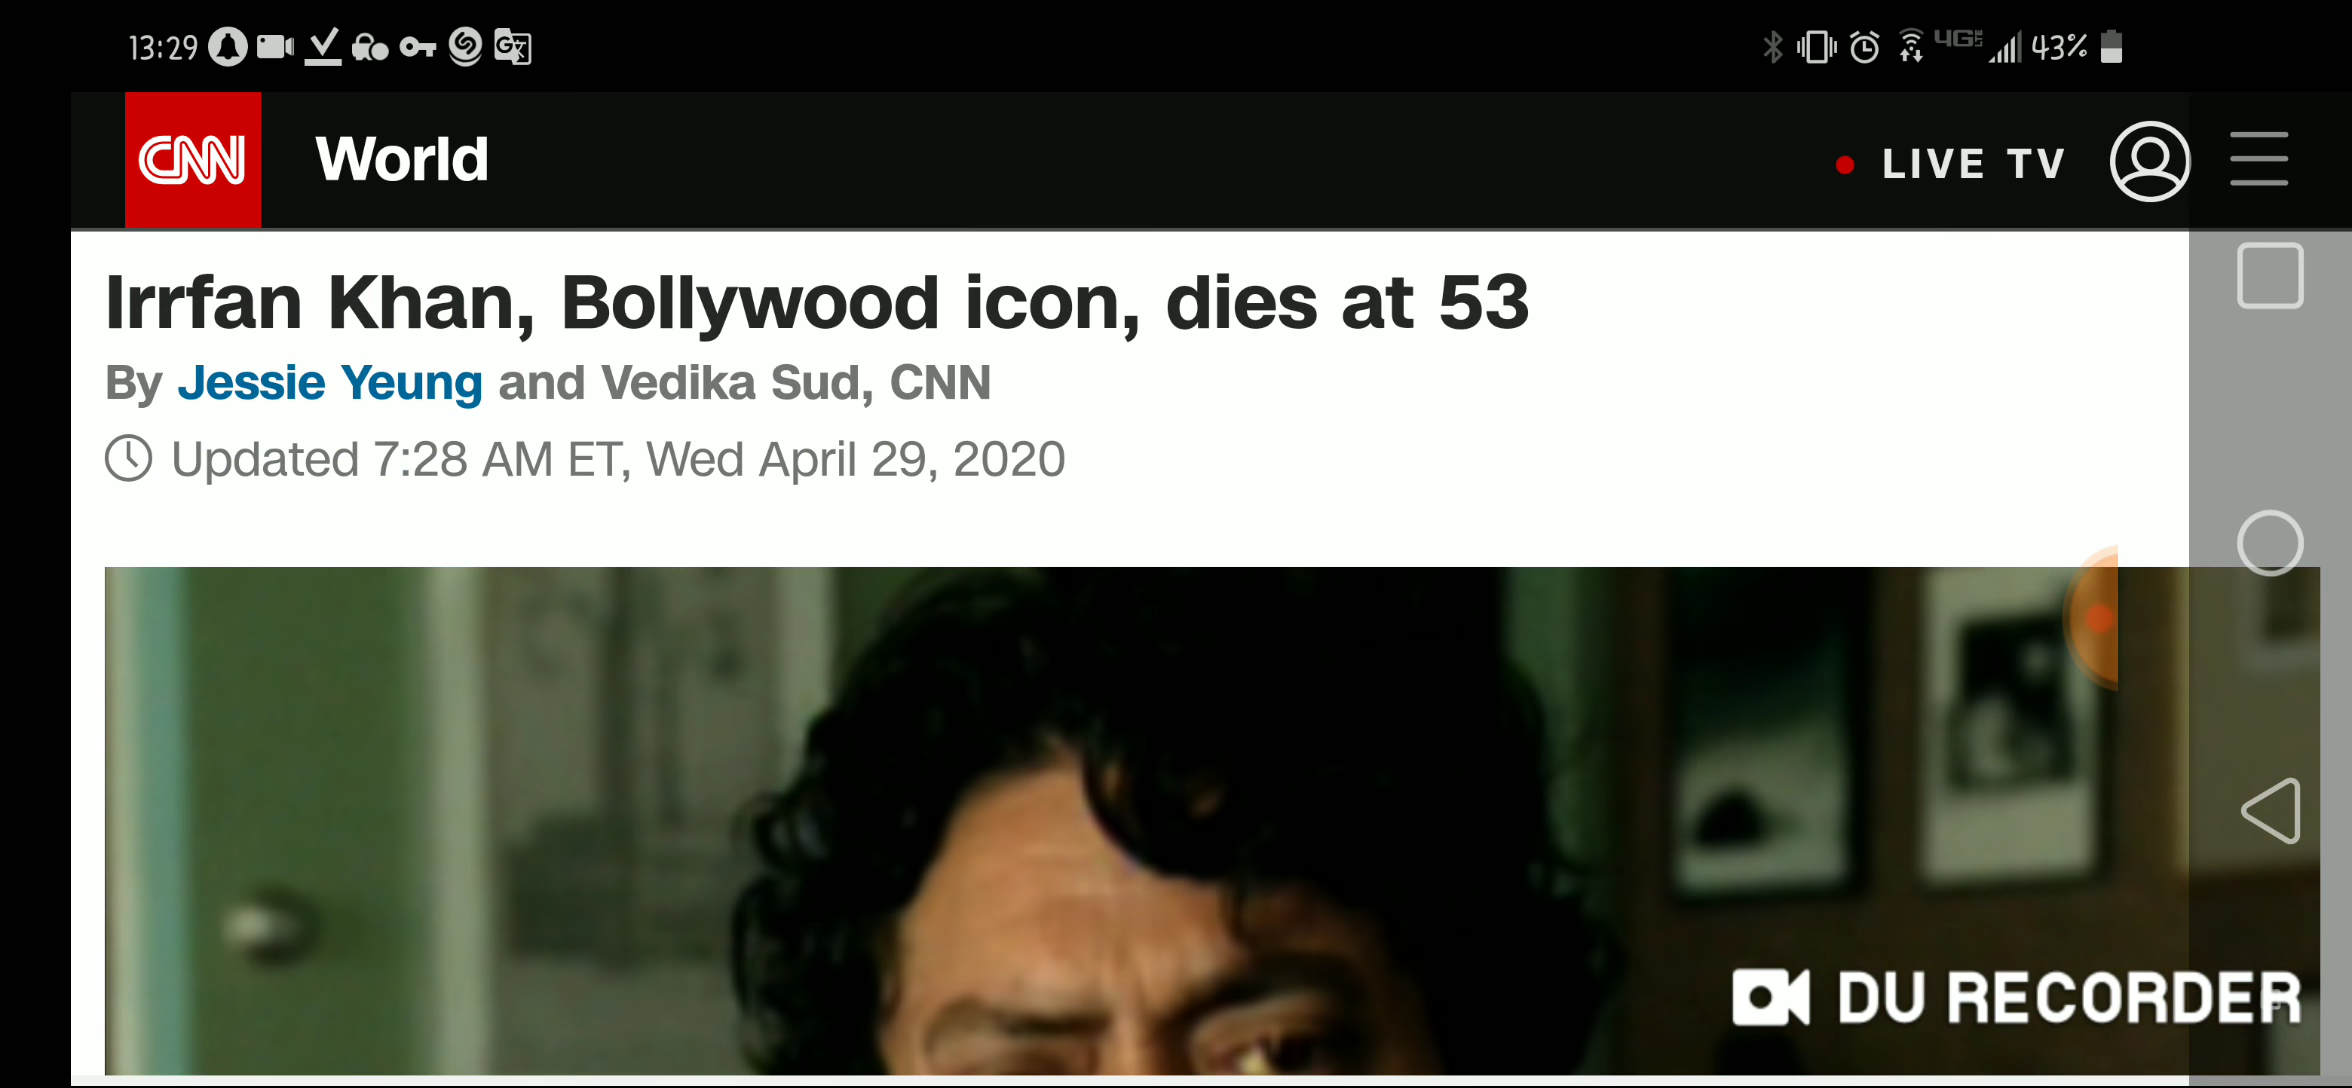 13:29
4G 43%
CNN World
LIVE TV
Irrfan Khan, Bollywood icon, dies at 53
By Jessie Yeung and Vedika Sud, CNN
Updated 7:28 AM ET, Wed April 29, 2020
DU RECORDER